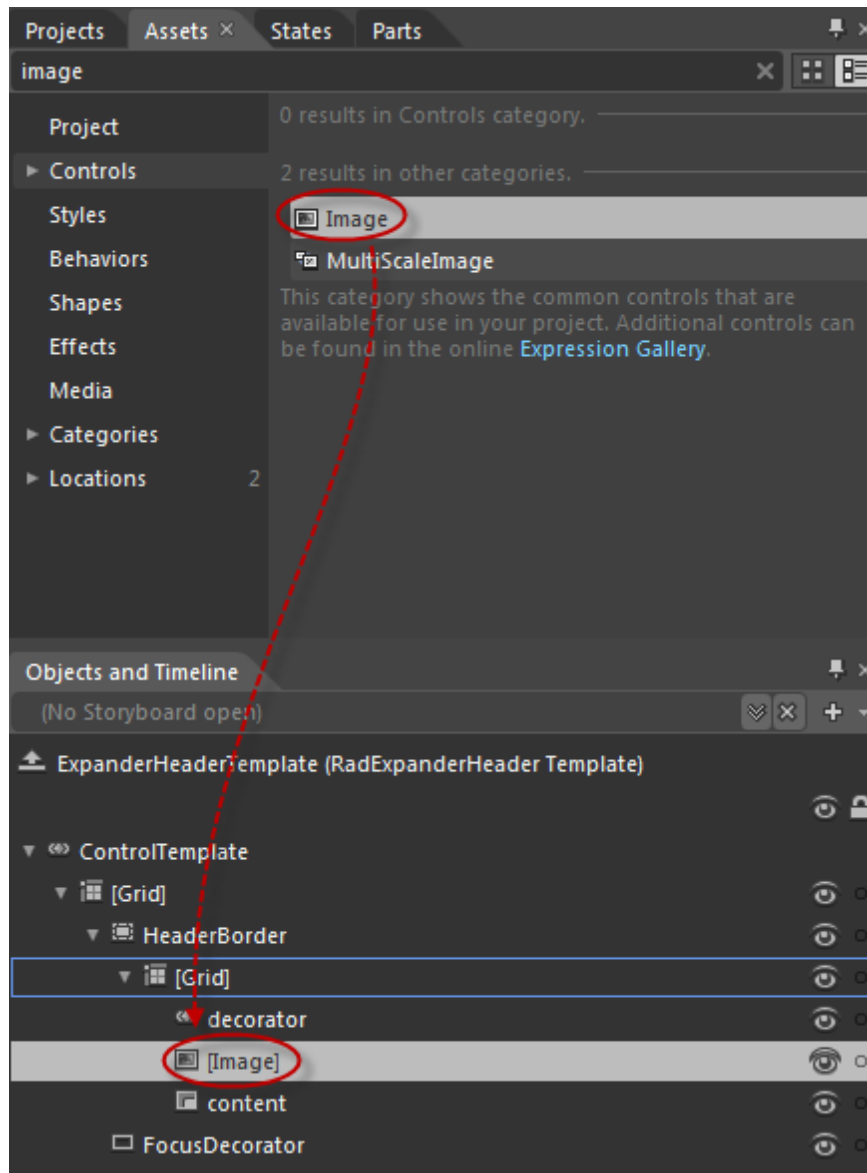 Projects Assets × States Parts
image
Project
Controls
Styles
Behaviors
Shapes
Effects
Media
Categories
Locations 2
0 results in Controls category.
2 results in other categories.
Image
MultiScaleImage
This category shows the common controls that are
available for use in your project. Additional controls can
be found in the online Expression Gallery.
Objects and Timeline
(No Storyboard open)
ExpanderHeaderTemplate (RadExpanderHeader Template)
ControlTemplate
[Grid]
HeaderBorder
[Grid]
decorator
[Image]
content
FocusDecorator